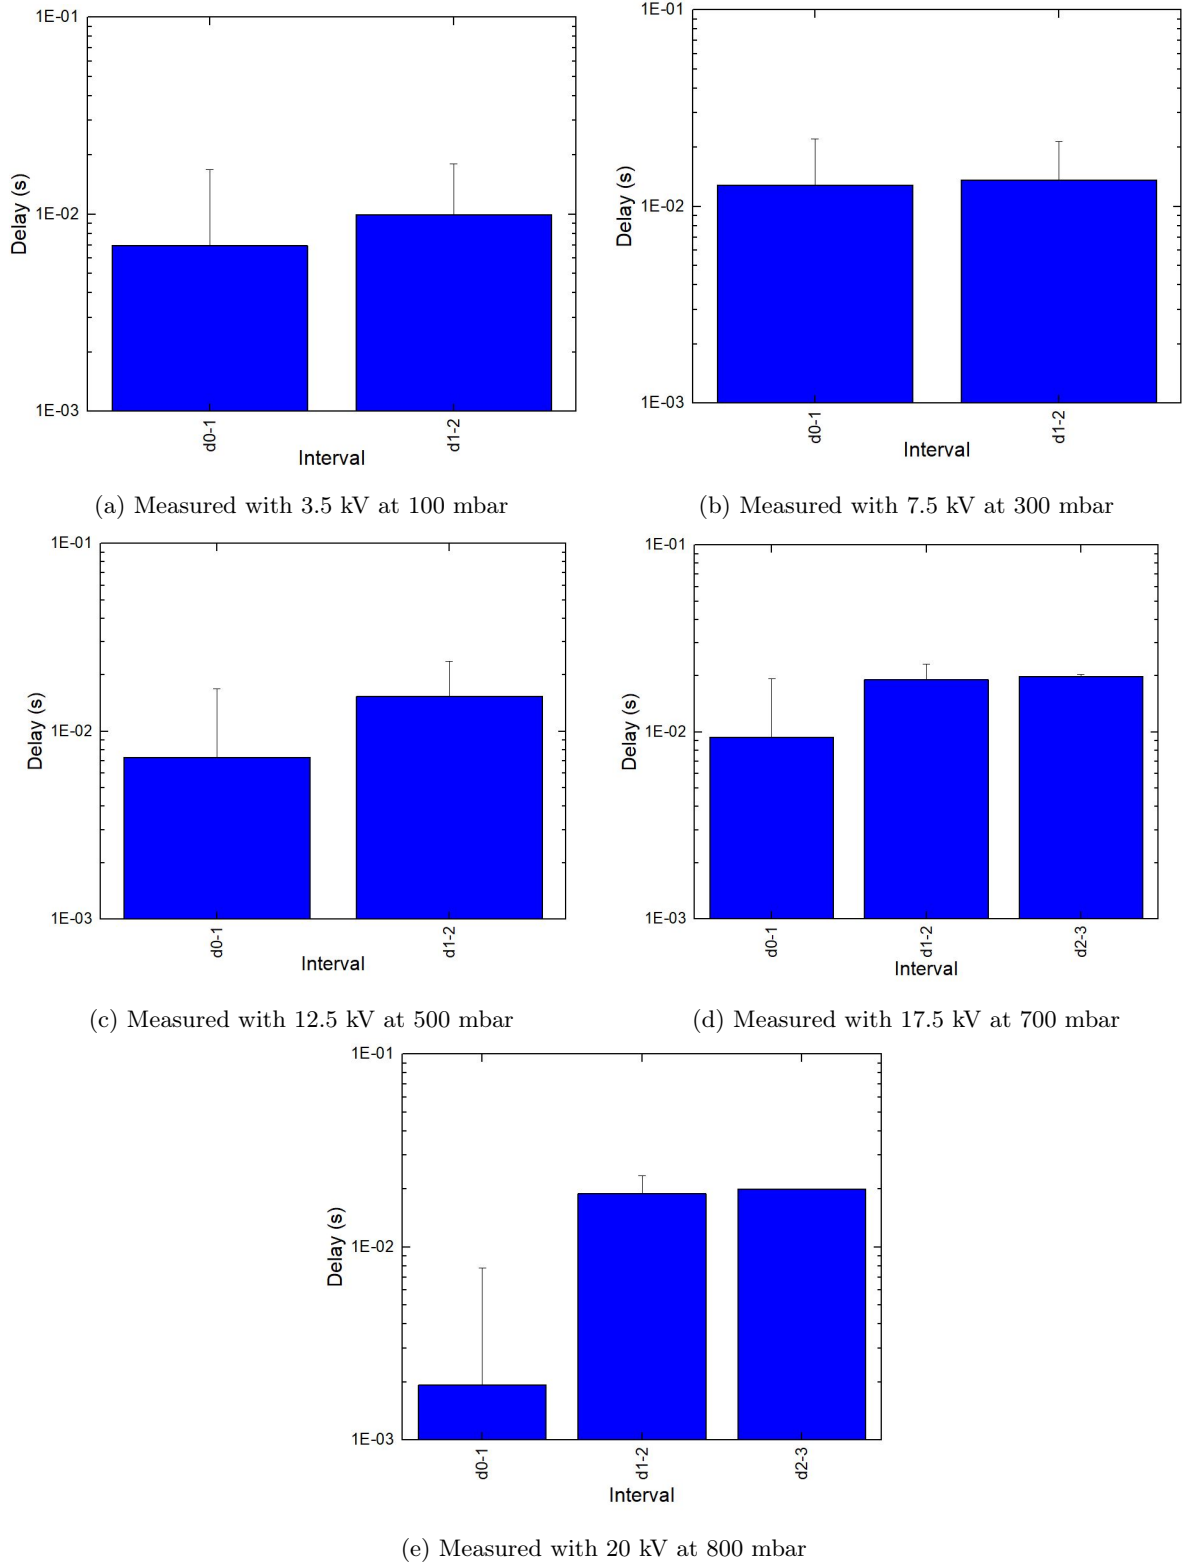 1E-01
1E-02
1E-03
Delay (s)
d0-1
d1-2
Interval
(a) Measured with 3.5 kV at 100 mbar
1E-01
1E-02
1E-03
Delay (s)
d0-1
d1-2
Interval
(b) Measured with 7.5 kV at 300 mbar
1E-01
1E-02
1E-03
Delay (s)
d0-1
d1-2
Interval
(c) Measured with 12.5 kV at 500 mbar
1E-01
1E-02
1E-03
Delay (s)
d0-1
d1-2
d2-3
Interval
(d) Measured with 17.5 kV at 700 mbar
1E-01
1E-02
1E-03
Delay (s)
d0-1
d1-2
d2-3
Interval
(e) Measured with 20 kV at 800 mbar